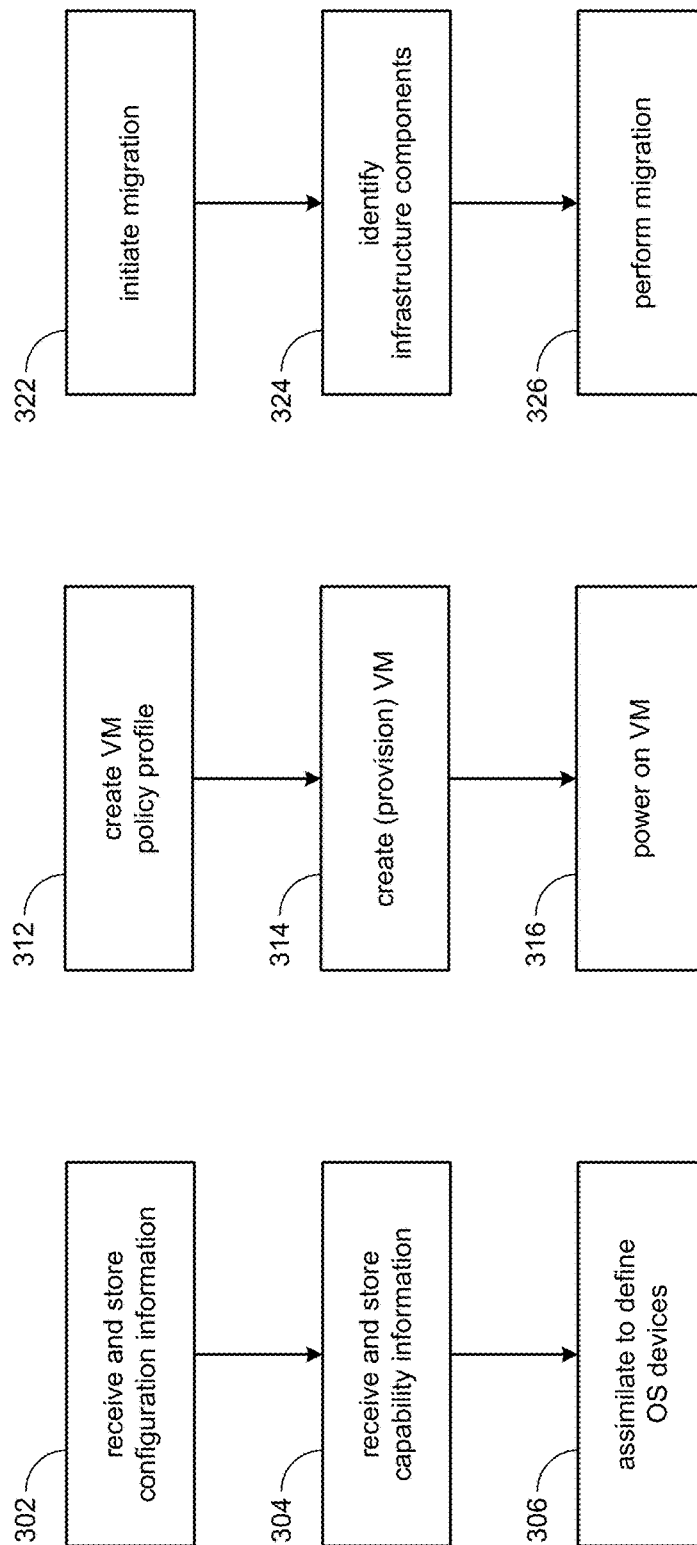 302
receive and store
configuration information
304
receive and store
capability information
306
assimilate to define
OS devices
312
create VM
policy profile
314
create (provision) VM
316
power on VM
322
initiate migration
324
identify
infrastructure components
326
perform migration